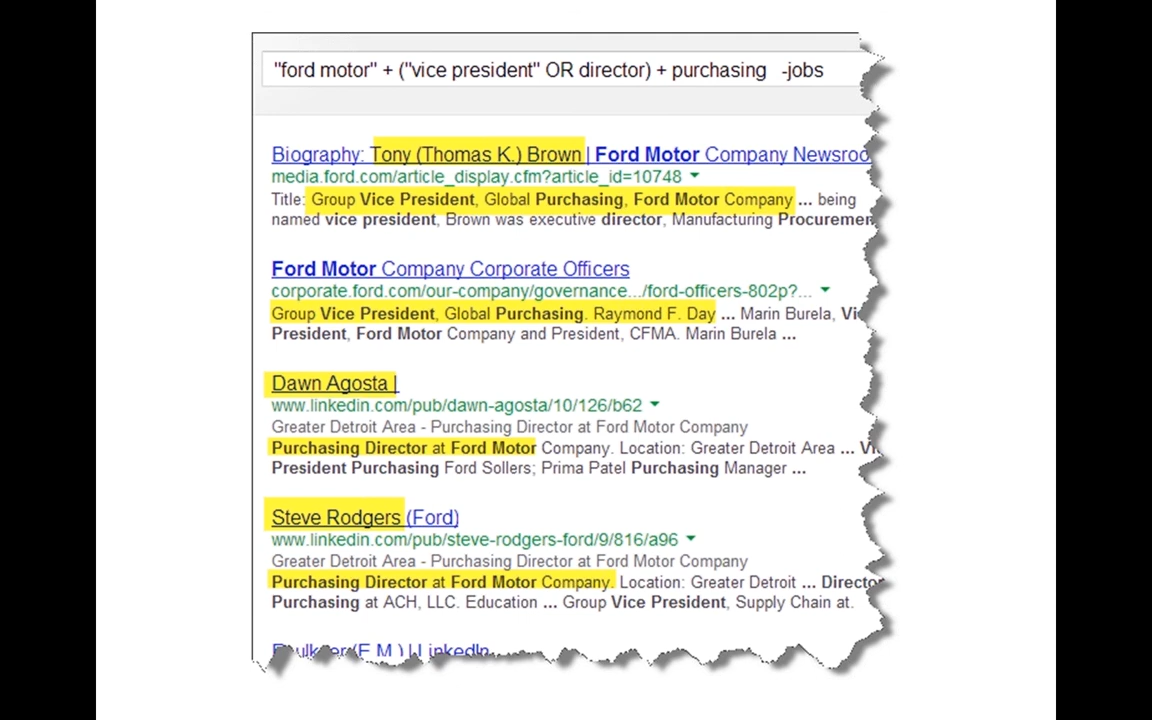 "ford motor" + ("vice president" OR director) + purchasing -jobs
Biography: Tony (Thomas K.) Brown | Ford Motor Company Newsroo
media.ford.com/article_display.cfm?article_id=10748
Title: Group Vice President, Global Purchasing, Ford Motor Company ... being
named vice president, Brown was executive director, Manufacturing Procuremen
Ford Motor Company Corporate Officers
corporate.ford.com/our-company/governance.../ford-officers-802p?...
Group Vice President, Global Purchasing. Raymond F. Day ... Marin Burela, Vi
President, Ford Motor Company and President, CFMA. Marin Burela ...
Dawn Agosta |
www.linkedin.com/pub/dawn-agosta/10/126/b62
Greater Detroit Area - Purchasing Director at Ford Motor Company
Purchasing Director at Ford Motor Company. Location: Greater Detroit Area ... Vi
President Purchasing Ford Sollers; Prima Patel Purchasing Manager ...
Steve Rodgers (Ford)
www.linkedin.com/pub/steve-rodgers-ford/9/816/a96
Greater Detroit Area - Purchasing Director at Ford Motor Company
Purchasing Director at Ford Motor Company. Location: Greater Detroit ... Director
Purchasing at ACH, LLC. Education ... Group Vice President, Supply Chain at.
(E.M.) | LinkedIn